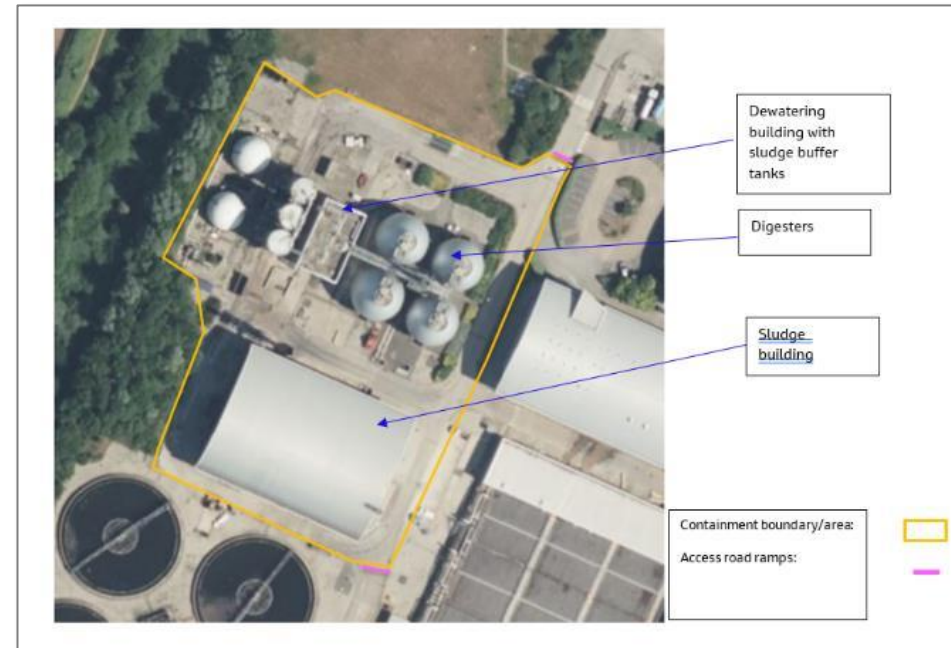 Dewatering
building with
sludge buffer
tanks
Digesters
Sludge
building
Containment boundary/area:
Access road ramps: